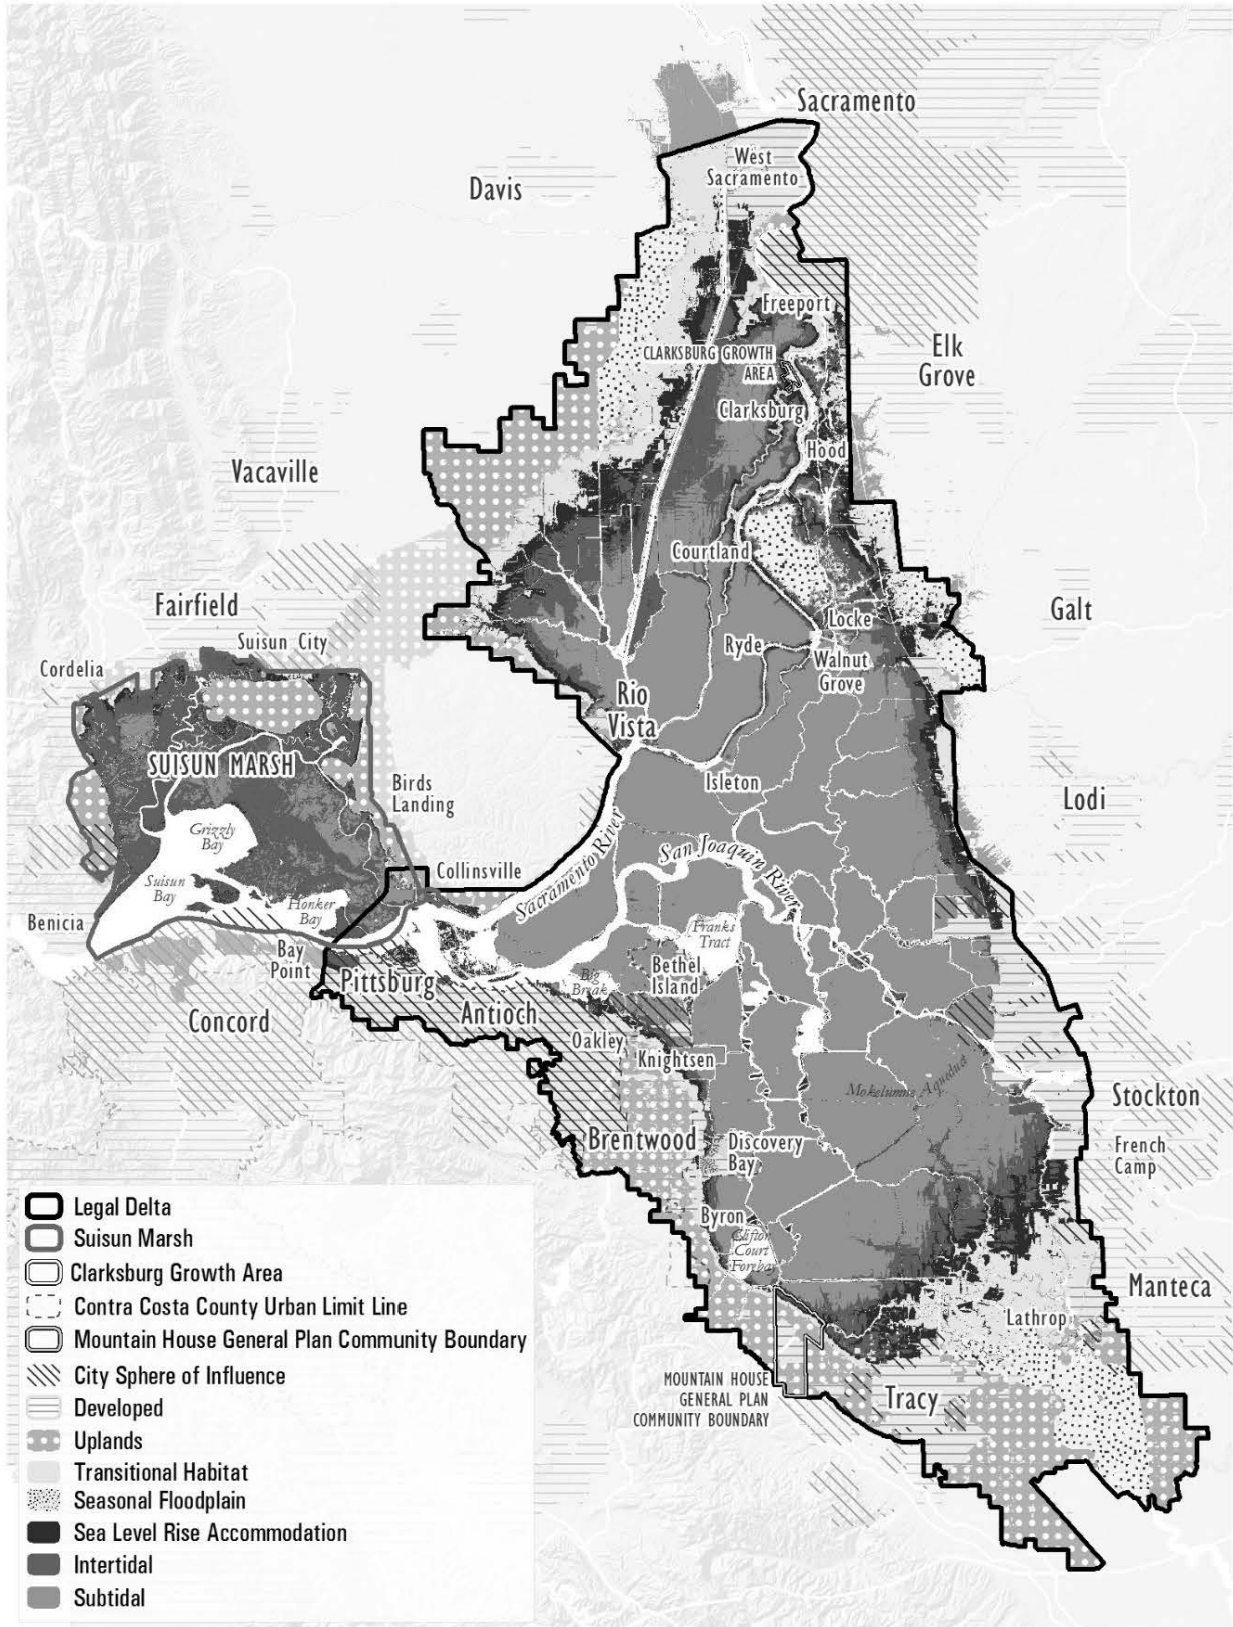 Sacramento
West
Sacramento
Davis
Freeport
Elk
Grove
CLARKSBURG GROWTH
AREA
Clarksburg
Hood
Vacaville
Courtland
Fairfield
Galt
Locke
Suisun City
Ryde
Walnut
Grove
Cordelia
Rio
Vista
SUISUN MARSH
Isleton
Birds
Landing
Lodi
Grizzly
Bay
Sacramento River
San Joaquin River
Collinsville
Suisun
Bay
Honker
Bay
Benicia
Franks
Tract
Bay
Point
Pittsburg
Bethel
Island
Big
Break
Concord
Antioch
Oakley
Knightsen
Mokelumne Aqueduct
Stockton
Brentwood
Discovery
Bay
French
Camp
Byron
Clifton
Court
Forebay
Manteca
Lathrop
MOUNTAIN HOUSE
GENERAL PLAN
COMMUNITY BOUNDARY
Tracy
Legal Delta
Suisun Marsh
Clarksburg Growth Area
Contra Costa County Urban Limit Line
Mountain House General Plan Community Boundary
City Sphere of Influence
Developed
Uplands
Transitional Habitat
Seasonal Floodplain
Sea Level Rise Accommodation
Intertidal
Subtidal